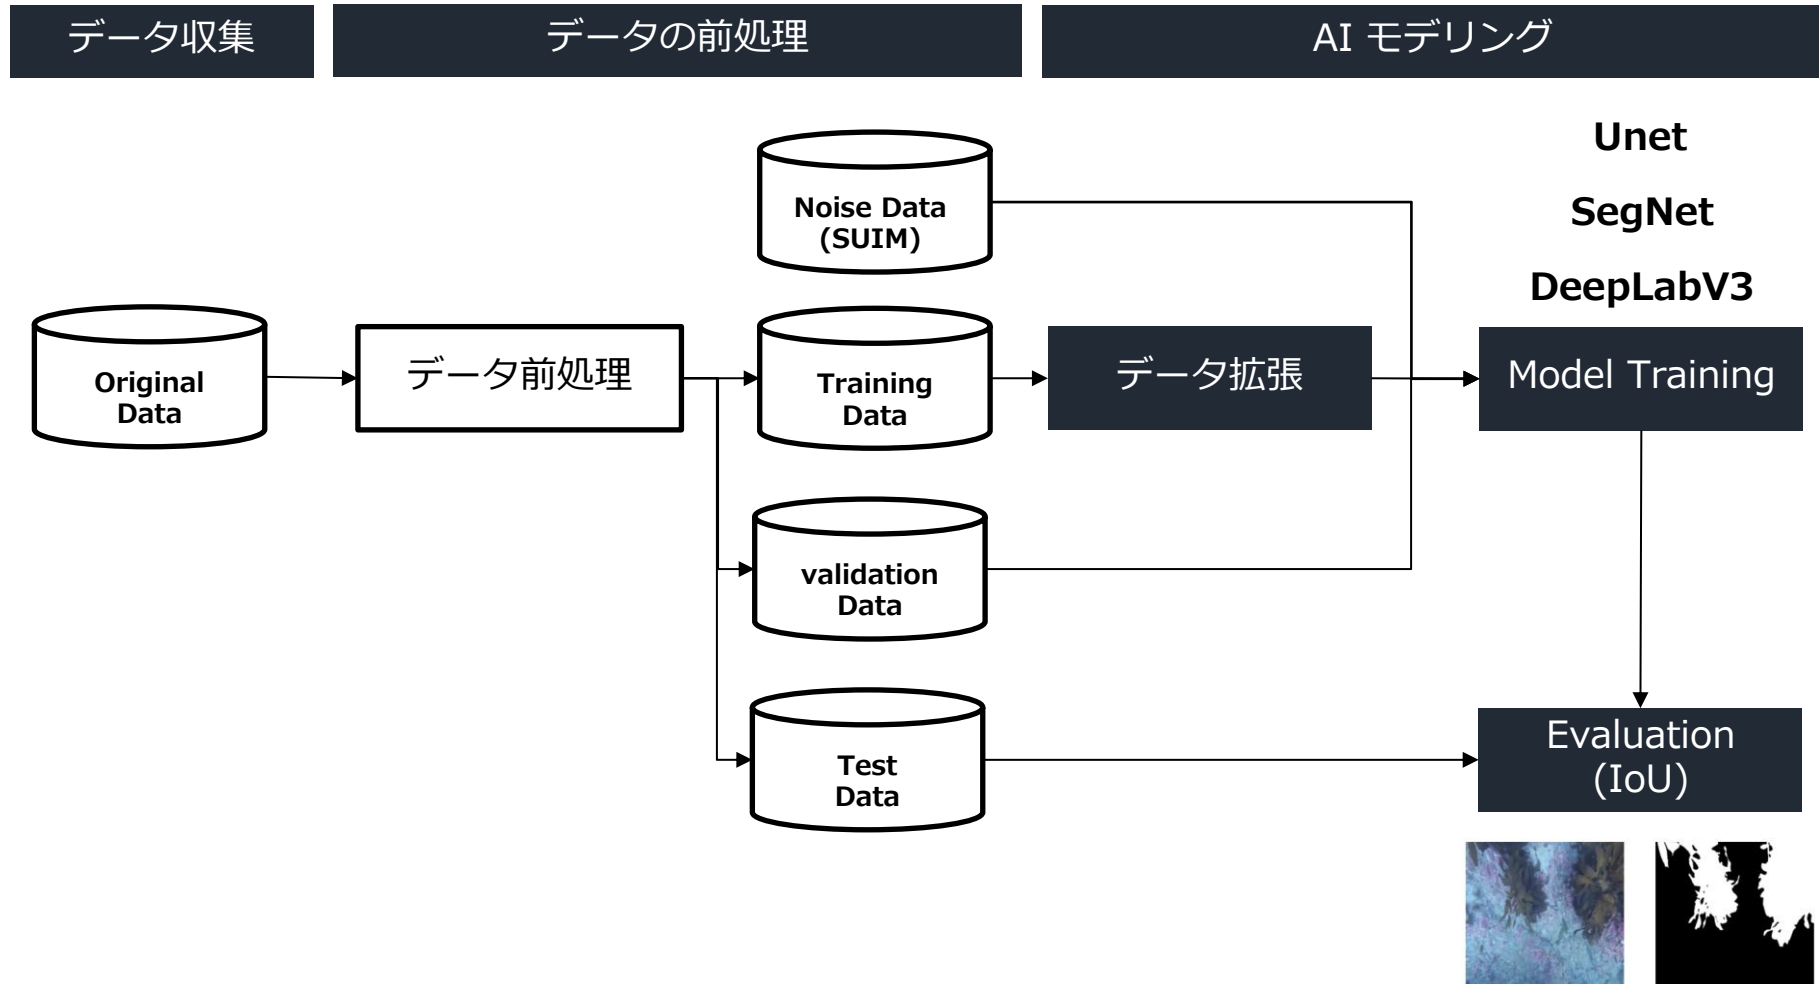 データ収集
データの前処理
AI モデリング
Unet
SegNet
DeepLabV3
Noise Data
(SUIM)
Original
Data
データ前処理
Training
Data
データ拡張
Model Training
validation
Data
Test
Data
Evaluation
(IoU)